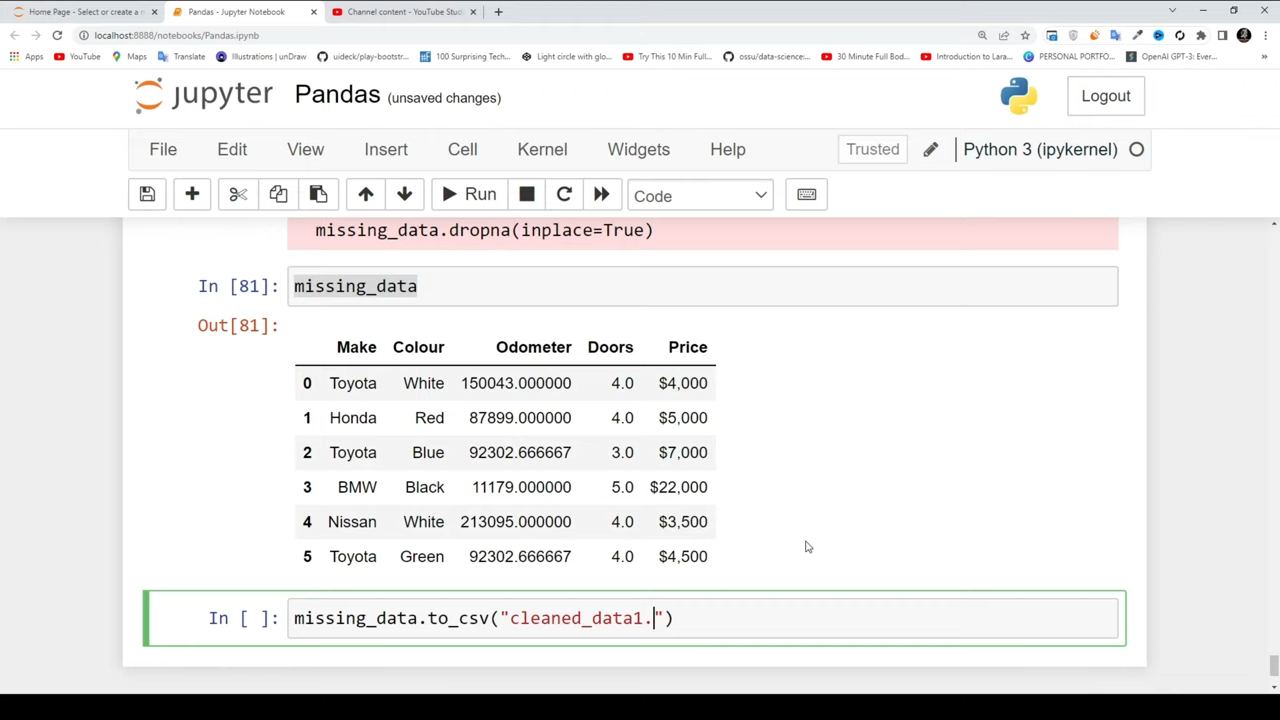 Home Page - Select or create a n
Pandas - Jupyter Notebook
Channel content - YouTube Studi
localhost:8888/notebooks/Pandas.ipynb
Apps
YouTube
Maps
Translate
Illustrations | unDraw
uideck/play-bootstr...
100 Surprising Tech...
Light circle with glo...
Try This 10 Min Full...
ossu/data-science:...
30 Minute Full Bod...
Introduction to Lara...
PERSONAL PORTFO...
OpenAI GPT-3: Ever...
jupyter
Pandas (unsaved changes)
Logout
File Edit View Insert Cell Kernel Widgets Help
Trusted
Python 3 (ipykernel)
Run
Code
missing_data.dropna(inplace=True)
In [81]: missing_data
Out[81]:
Make Colour Odometer Doors Price
0 Toyota White 150043.000000 4.0 $4,000
1 Honda Red 87899.000000 4.0 $5,000
2 Toyota Blue 92302.666667 3.0 $7,000
3 BMW Black 11179.000000 5.0 $22,000
4 Nissan White 213095.000000 4.0 $3,500
5 Toyota Green 92302.666667 4.0 $4,500
In [ ]: missing_data.to_csv("cleaned_data1.")